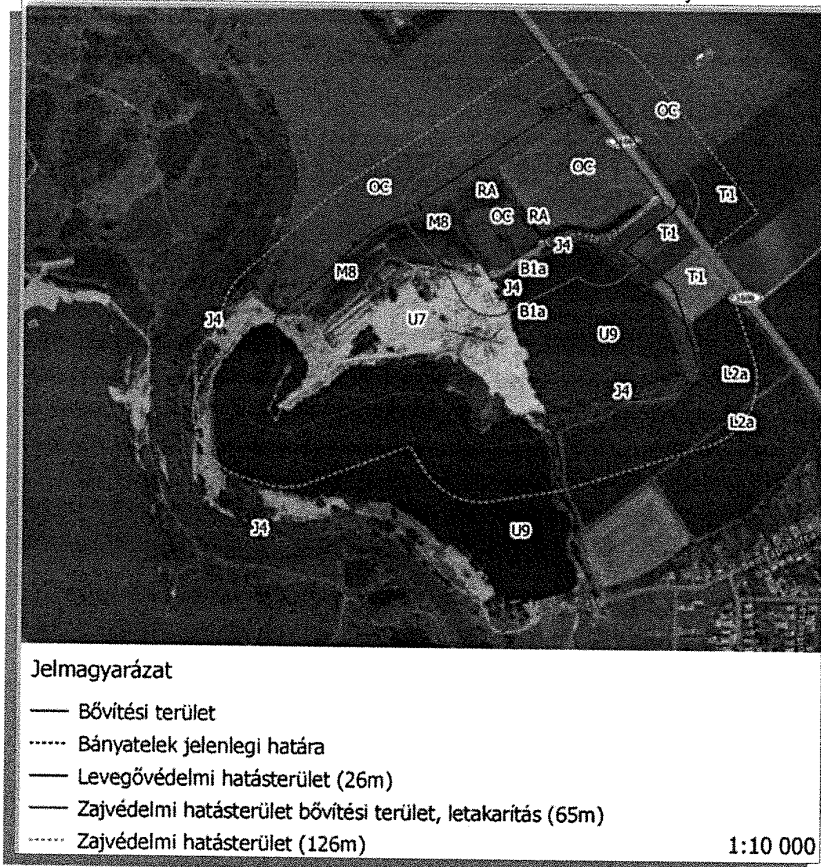 OC
OC
OC
RA
T1
M8
OC
RA
T1
J4
M8
B1a
J4
T1
J4
U7
B1a
U9
L2a
J4
L2a
J4
U9
Jelmagyarázat
Bővítési terület
Bányatelek jelenlegi határa
Levegővédelmi hatásterület (26m)
Zajvédelmi hatásterület bővítési terület, letakarítás (65m)
Zajvédelmi hatásterület (126m)
1:10 000